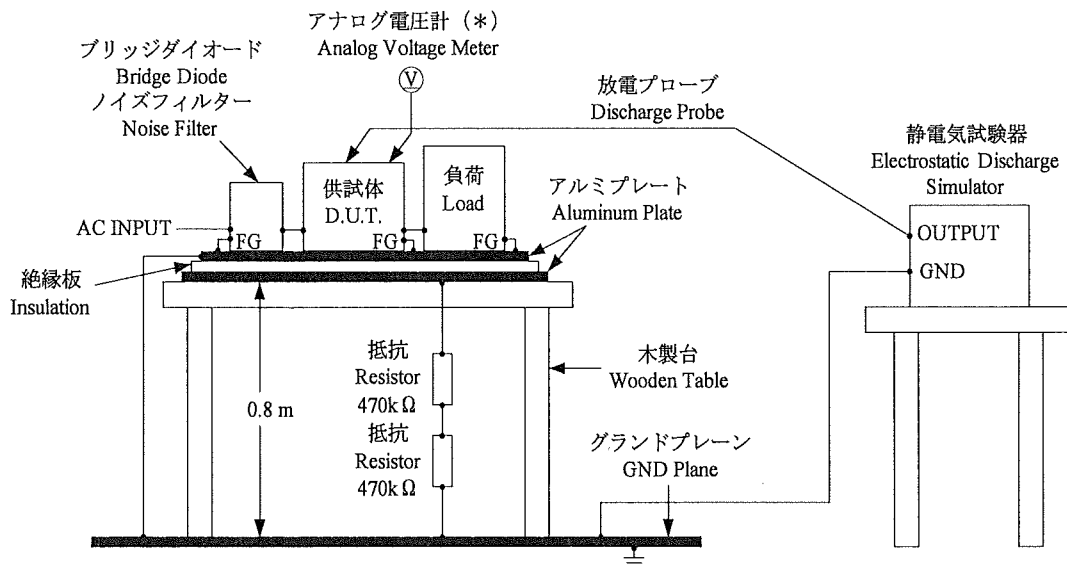 アナログ電圧計（＊）
Analog Voltage Meter
V
ブリッジダイオード
Bridge Diode
ノイズフィルター
Noise Filter
放電プローブ
Discharge Probe
静電気試験器
Electrostatic Discharge
Simulator
供試体
D.U.T.
負荷
Load
アルミプレート
Aluminum Plate
AC INPUT
FG
FG
FG
OUTPUT
GND
絶縁板
Insulation
抵抗
Resistor
470kΩ
木製台
Wooden Table
0.8 m
抵抗
Resistor
470kΩ
グランドプレーン
GND Plane